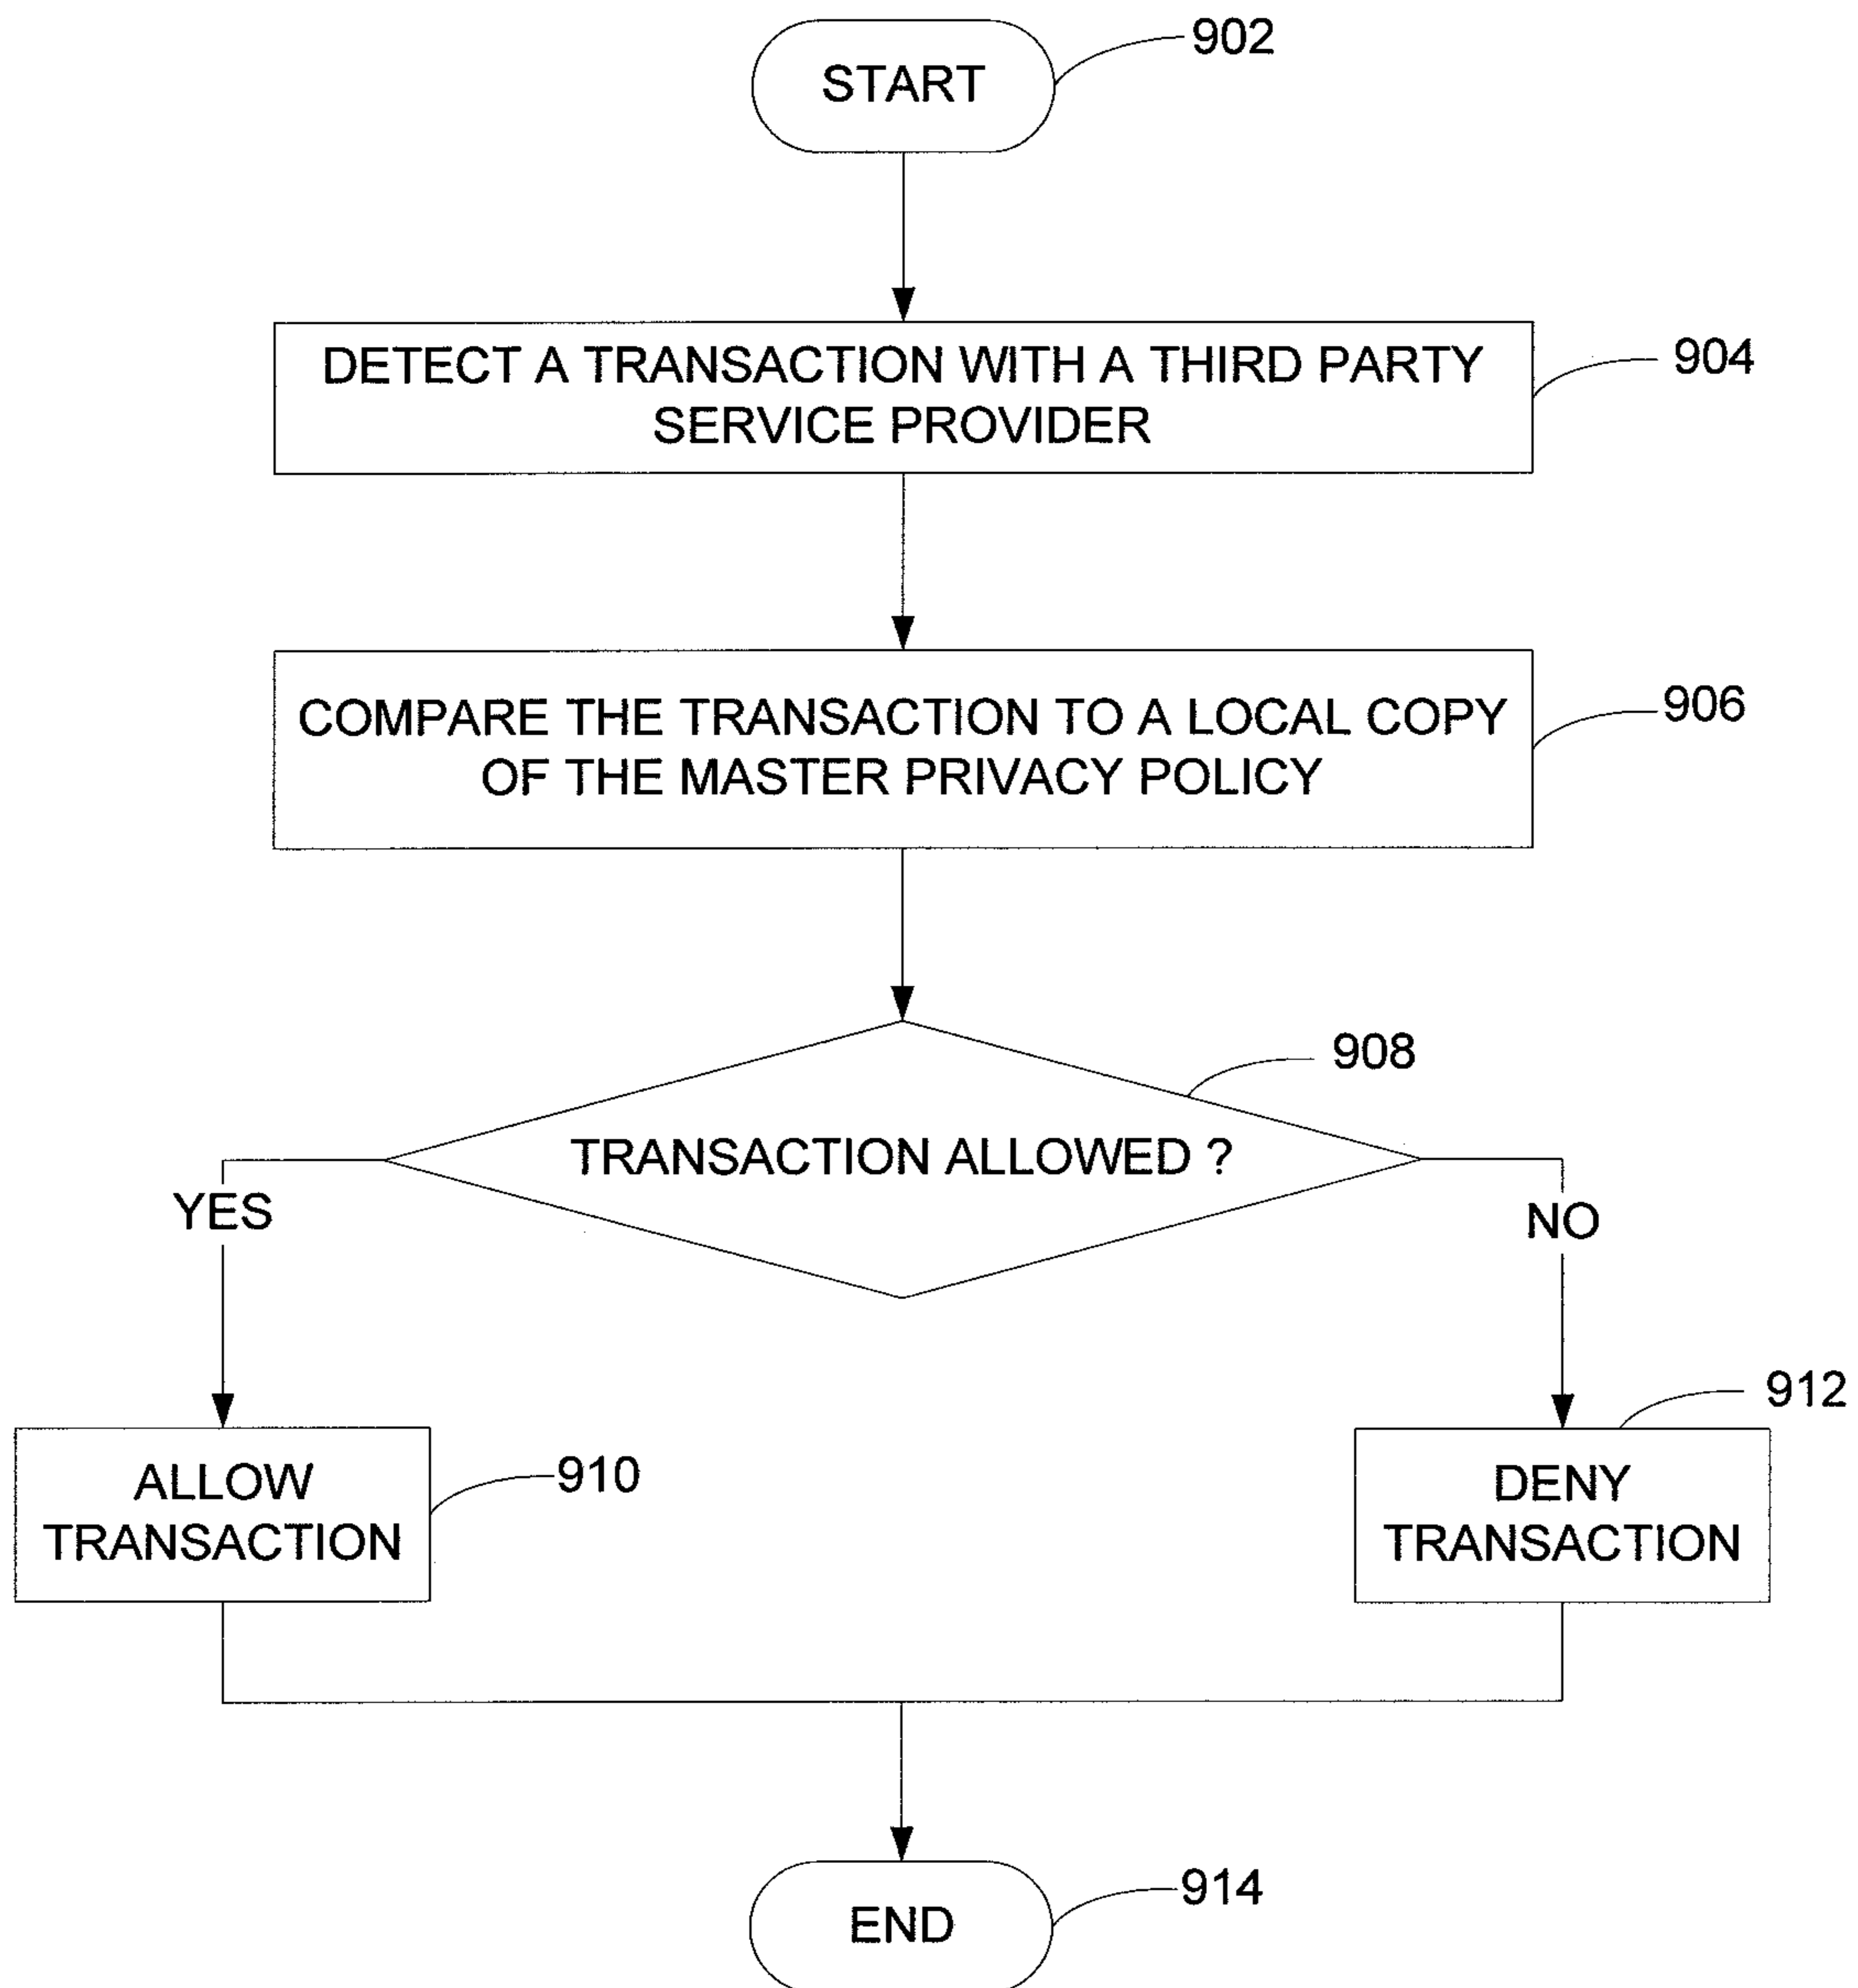 START
902
DETECT A TRANSACTION WITH A THIRD PARTY
SERVICE PROVIDER
904
COMPARE THE TRANSACTION TO A LOCAL COPY
OF THE MASTER PRIVACY POLICY
906
908
TRANSACTION ALLOWED ?
YES
NO
ALLOW
TRANSACTION
910
912
DENY
TRANSACTION
END
914